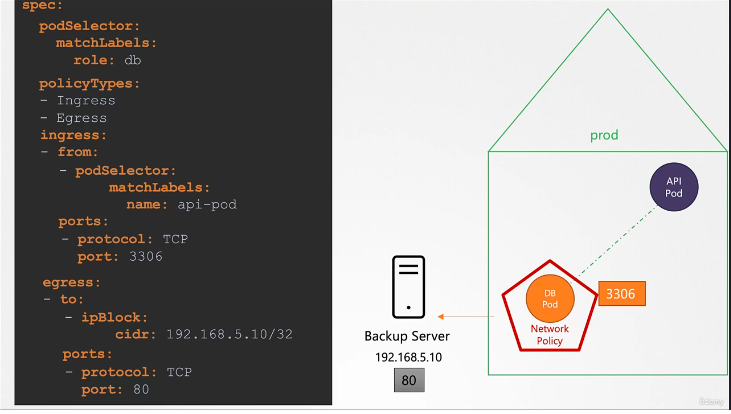 spec:
podSelector:
matchLabels:
role: db
policyTypes:
- Ingress
- Egress
ingress:
- from:
- podSelector:
matchLabels:
name: api-pod
ports:
- protocol: TCP
port: 3306
egress:
- to:
- ipBlock:
cidr: 192.168.5.10/32
ports:
- protocol: TCP
port: 80
prod
API
Pod
DB
Pod
3306
Network
Policy
Backup Server
192.168.5.10
80
Udemy